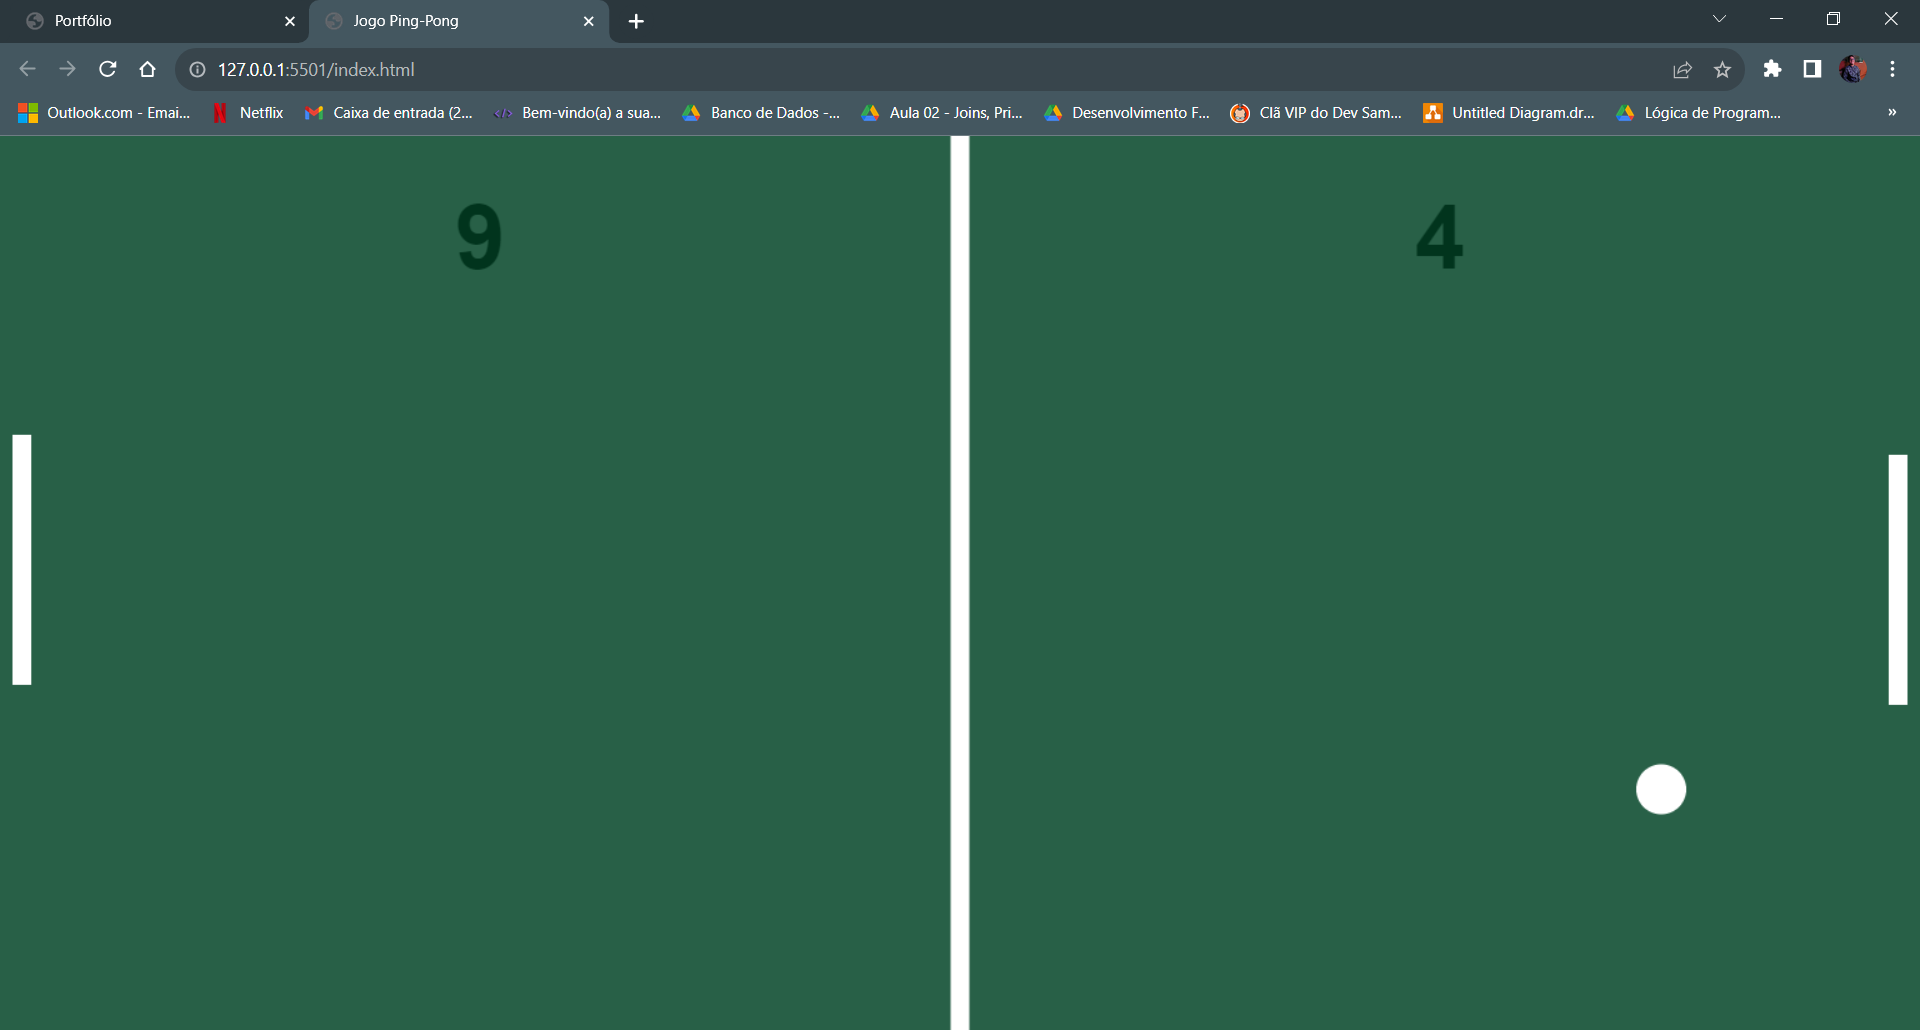 Portfólio
Jogo Ping-Pong
127.0.0.1:5501/index.html
Outlook.com - Emai... Netflix Caixa de entrada (2... Bem-vindo(a) a sua... Banco de Dados -... Aula 02 - Joins, Pri... Desenvolvimento F... Clã VIP do Dev Sam... Untitled Diagram.dr... Lógica de Program... »
9 4